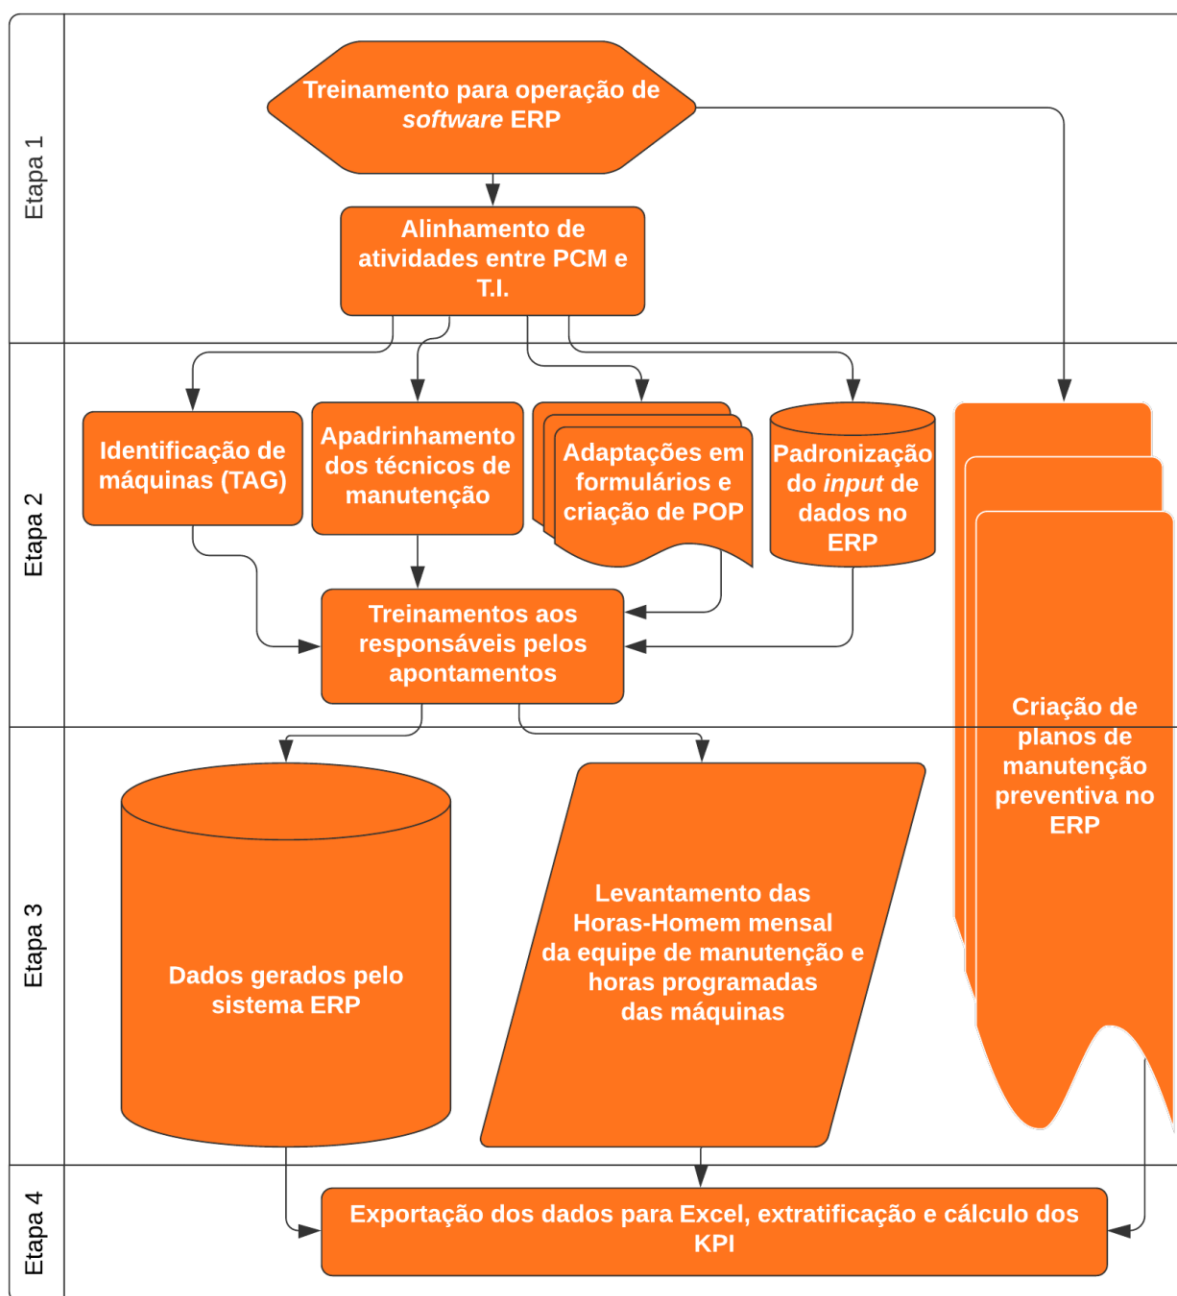 Etapa 1
Treinamento para operação de
software ERP
Alinhamento de
atividades entre PCM e
T.I.
Etapa 2
Identificação de
máquinas (TAG)
Apadrinhamento
dos técnicos de
manutenção
Adaptações em
formulários e
criação de POP
Padronização
do input de
dados no
ERP
Treinamentos aos
responsáveis pelos
apontamentos
Criação de
planos de
manutenção
preventiva no
ERP
Etapa 3
Dados gerados pelo
sistema ERP
Levantamento das
Horas-Homem mensal
da equipe de manutenção e
horas programadas
das máquinas
Etapa 4
Exportação dos dados para Excel, extratificação e cálculo dos
KPI